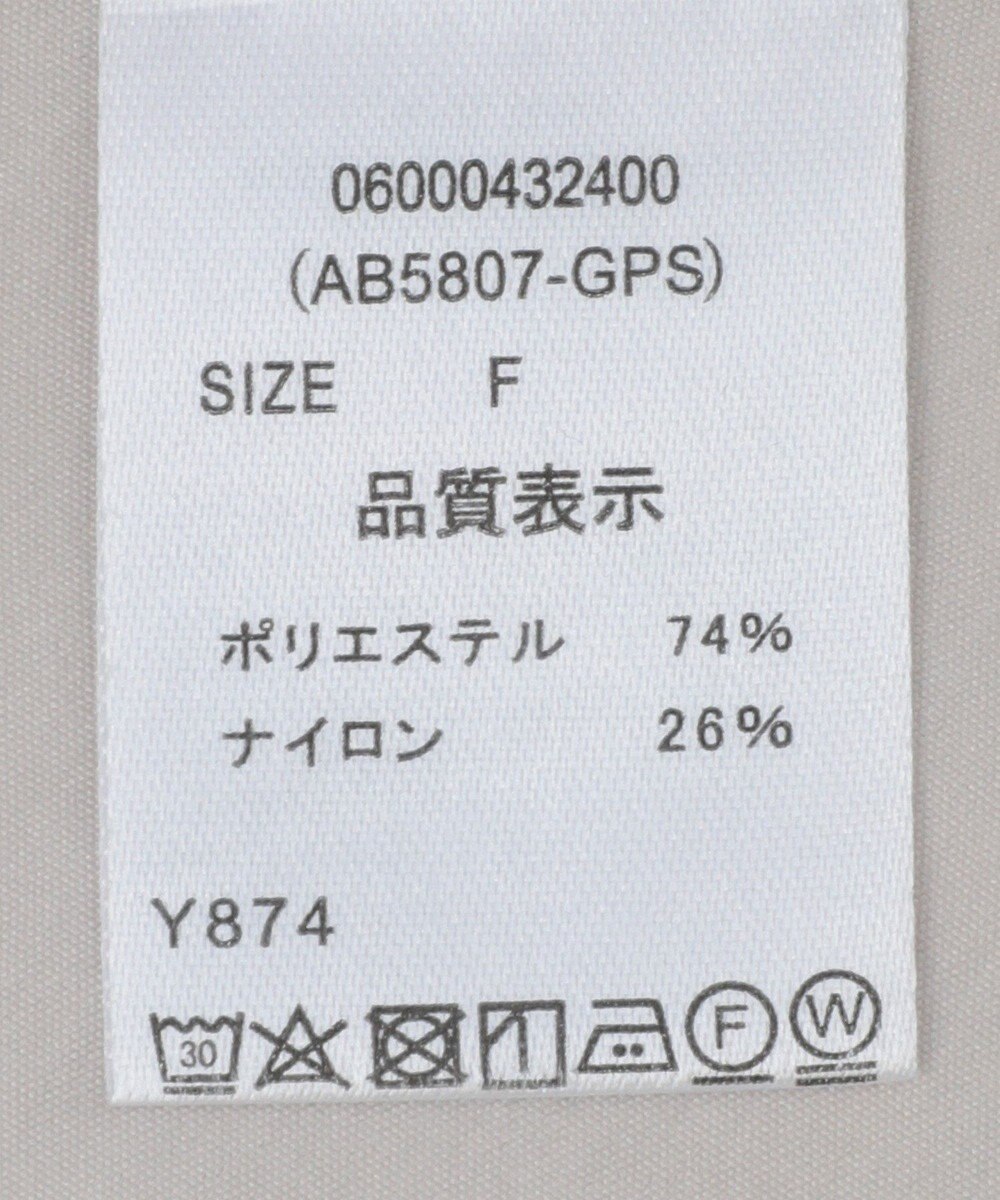 06000432400
(AB5807-GPS)
SIZE F
品質表示
ポリエステル 74%
ナイロン 26%
Y874
30 F W